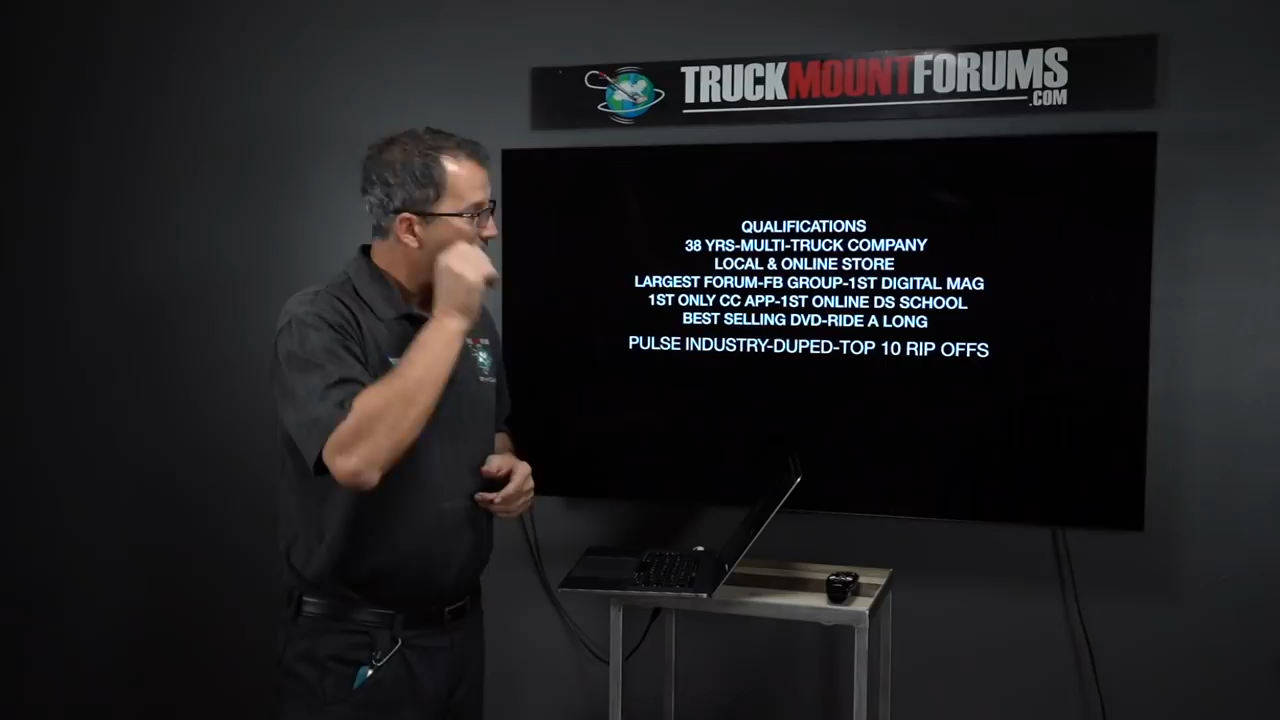 TRUCKMOUNTFORUMS
.COM
QUALIFICATIONS
38 YRS-MULTI-TRUCK COMPANY
LOCAL & ONLINE STORE
LARGEST FORUM-FB GROUP-1ST DIGITAL MAG
1ST ONLY CC APP-1ST ONLINE DS SCHOOL
BEST SELLING DVD-RIDE A LONG
PULSE INDUSTRY-DUPED-TOP 10 RIP OFFS